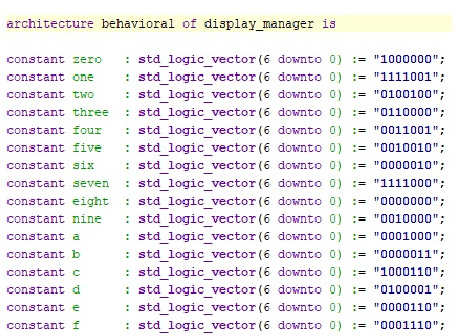 architecture behavioral of display_manager is
constant zero : std_logic_vector(6 downto 0) := "1000000";
constant one : std_logic_vector(6 downto 0) := "1111001";
constant two : std_logic_vector(6 downto 0) := "0100100";
constant three : std_logic_vector(6 downto 0) := "0110000";
constant four : std_logic_vector(6 downto 0) := "0011001";
constant five : std_logic_vector(6 downto 0) := "0010010";
constant six : std_logic_vector(6 downto 0) := "0000010";
constant seven : std_logic_vector(6 downto 0) := "1111000";
constant eight : std_logic_vector(6 downto 0) := "0000000";
constant nine : std_logic_vector(6 downto 0) := "0010000";
constant a : std_logic_vector(6 downto 0) := "0001000";
constant b : std_logic_vector(6 downto 0) := "0000011";
constant c : std_logic_vector(6 downto 0) := "1000110";
constant d : std_logic_vector(6 downto 0) := "0100001";
constant e : std_logic_vector(6 downto 0) := "0000110";
constant f : std_logic_vector(6 downto 0) := "0001110";